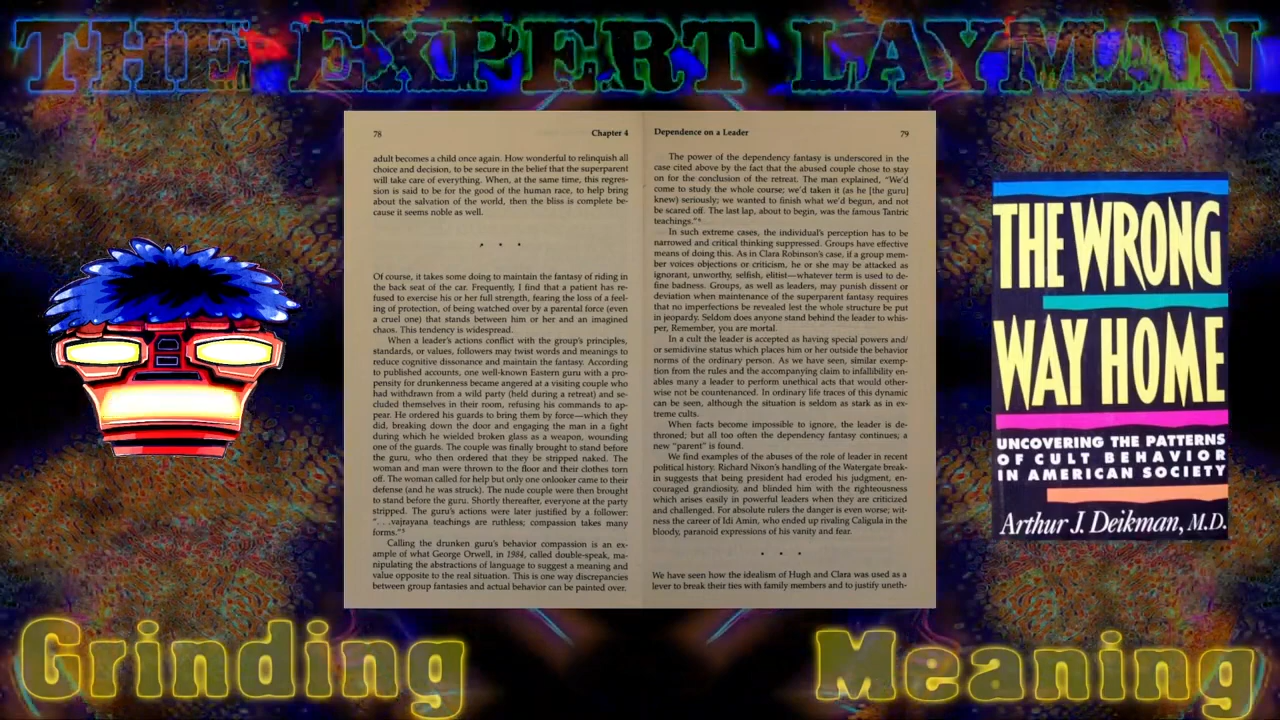 THE EXPERT LAYMAN
78
Chapter 4
adult becomes a child once again. How wonderful to relinquish all
choice and decision, to be secure in the belief that the superparent
will take care of everything. When, at the same time, this regres-
sion is said to be for the good of the human race, to help bring
about the salvation of the world, then the bliss is complete be-
cause it seems noble as well.
. . .
Of course, it takes some doing to maintain the fantasy of riding in
the back seat of the car. Frequently, I find that a patient has re-
fused to exercise his or her full strength, fearing the loss of a feel-
ing of protection, of being watched over by a parental force (even
a cruel one) that stands between him or her and an imagined
chaos. This tendency is widespread.
When a leader's actions conflict with the group's principles,
standards, or values, followers may twist words and meanings to
reduce cognitive dissonance and maintain the fantasy. According
to published accounts, one well-known Eastern guru with a pro-
pensity for drunkenness became angered at a visiting couple who
had withdrawn from a wild party (held during a retreat) and se-
cluded themselves in their room, refusing his commands to ap-
pear. He ordered his guards to bring them by force—which they
did, breaking down the door and engaging the man in a fight
during which he wielded broken glass as a weapon, wounding
one of the guards. The couple was finally brought to stand before
the guru, who then ordered that they be stripped naked. The
woman and man were thrown to the floor and their clothes torn
off. The woman called for help but only one onlooker came to their
defense (and he was struck). The nude couple were then brought
to stand before the guru. Shortly thereafter, everyone at the party
stripped. The guru's actions were later justified by a follower:
". . .vajrayana teachings are ruthless; compassion takes many
forms."⁵
Calling the drunken guru's behavior compassion is an ex-
ample of what George Orwell, in 1984, called double-speak, ma-
nipulating the abstractions of language to suggest a meaning and
value opposite to the real situation. This is one way discrepancies
between group fantasies and actual behavior can be painted over.
Dependence on a Leader
79
The power of the dependency fantasy is underscored in the
case cited above by the fact that the abused couple chose to stay
on for the conclusion of the retreat. The man explained, "We'd
come to study the whole course; we'd taken it (as he [the guru]
knew) seriously; we wanted to finish what we'd begun, and not
be scared off. The last lap, about to begin, was the famous Tantric
teachings."⁶
In such extreme cases, the individual's perception has to be
narrowed and critical thinking suppressed. Groups have effective
means of doing this. As in Clara Robinson's case, if a group mem-
ber voices objections or criticism, he or she may be attacked as
ignorant, unworthy, selfish, elitist—whatever term is used to de-
fine badness. Groups, as well as leaders, may punish dissent or
deviation when maintenance of the superparent fantasy requires
that no imperfections be revealed lest the whole structure be put
in jeopardy. Seldom does anyone stand behind the leader to whis-
per, Remember, you are mortal.
In a cult the leader is accepted as having special powers and/
or semidivine status which places him or her outside the behavior
norms of the ordinary person. As we have seen, similar exemp-
tion from the rules and the accompanying claim to infallibility en-
ables many a leader to perform unethical acts that would other-
wise not be countenanced. In ordinary life traces of this dynamic
can be seen, although the situation is seldom as stark as in ex-
treme cults.
When facts become impossible to ignore, the leader is de-
throned; but all too often the dependency fantasy continues; a
new "parent" is found.
We find examples of the abuses of the role of leader in recent
political history. Richard Nixon's handling of the Watergate break-
in suggests that being president had eroded his judgment, en-
couraged grandiosity, and blinded him with the righteousness
which arises easily in powerful leaders when they are criticized
and challenged. For absolute rulers the danger is even worse; wit-
ness the career of Idi Amin, who ended up rivaling Caligula in the
bloody, paranoid expressions of his vanity and fear.
. . .
We have seen how the idealism of Hugh and Clara was used as a
lever to break their ties with family members and to justify uneth-
THE WRONG
WAY HOME
UNCOVERING THE PATTERNS
OF CULT BEHAVIOR
IN AMERICAN SOCIETY
Arthur J. Deikman, M.D.
Grinding
Meaning